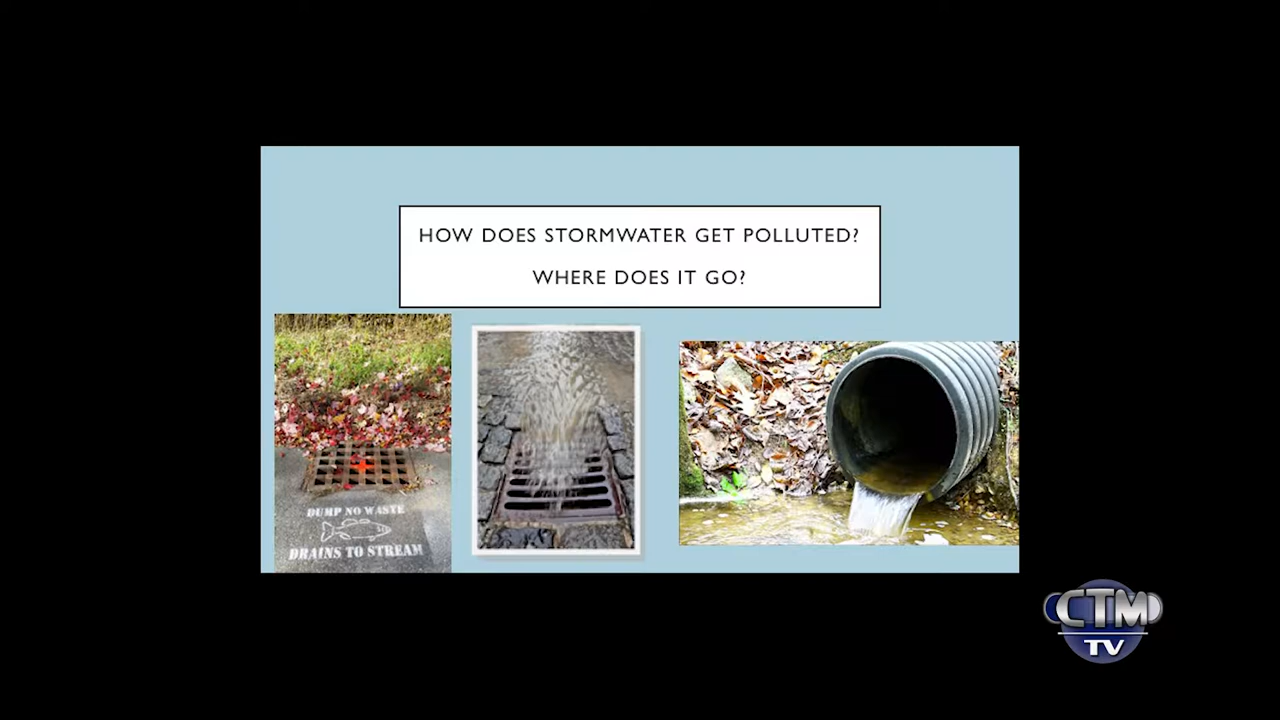 HOW DOES STORMWATER GET POLLUTED?
WHERE DOES IT GO?
DUMP NO WASTE
DRAINS TO STREAM
CTM
TV